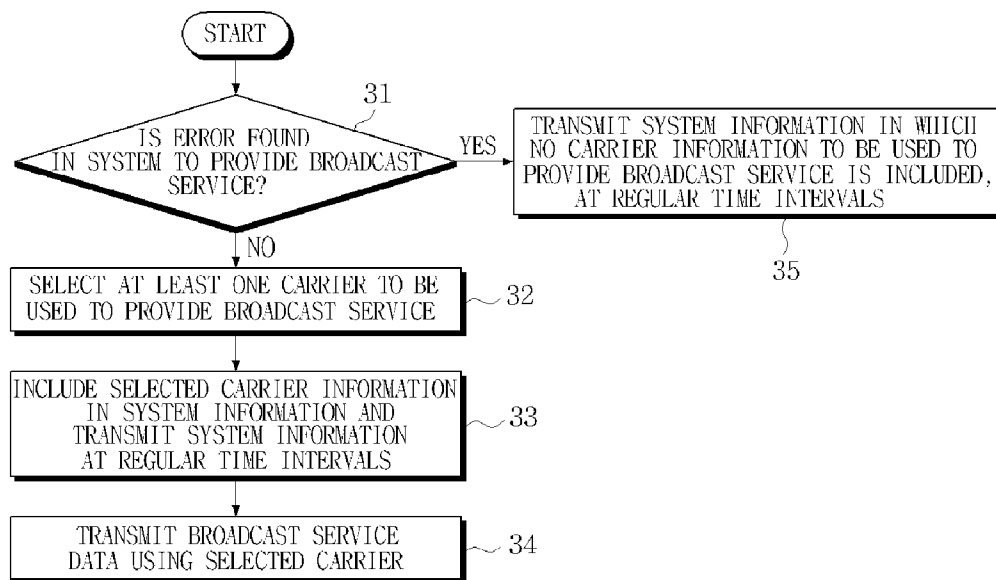 START
31
IS ERROR FOUND
IN SYSTEM TO PROVIDE BROADCAST
SERVICE?
YES
TRANSMIT SYSTEM INFORMATION IN WHICH
NO CARRIER INFORMATION TO BE USED TO
PROVIDE BROADCAST SERVICE IS INCLUDED,
AT REGULAR TIME INTERVALS
35
NO
SELECT AT LEAST ONE CARRIER TO BE
USED TO PROVIDE BROADCAST SERVICE
32
INCLUDE SELECTED CARRIER INFORMATION
IN SYSTEM INFORMATION AND
TRANSMIT SYSTEM INFORMATION
AT REGULAR TIME INTERVALS
33
TRANSMIT BROADCAST SERVICE
DATA USING SELECTED CARRIER
34